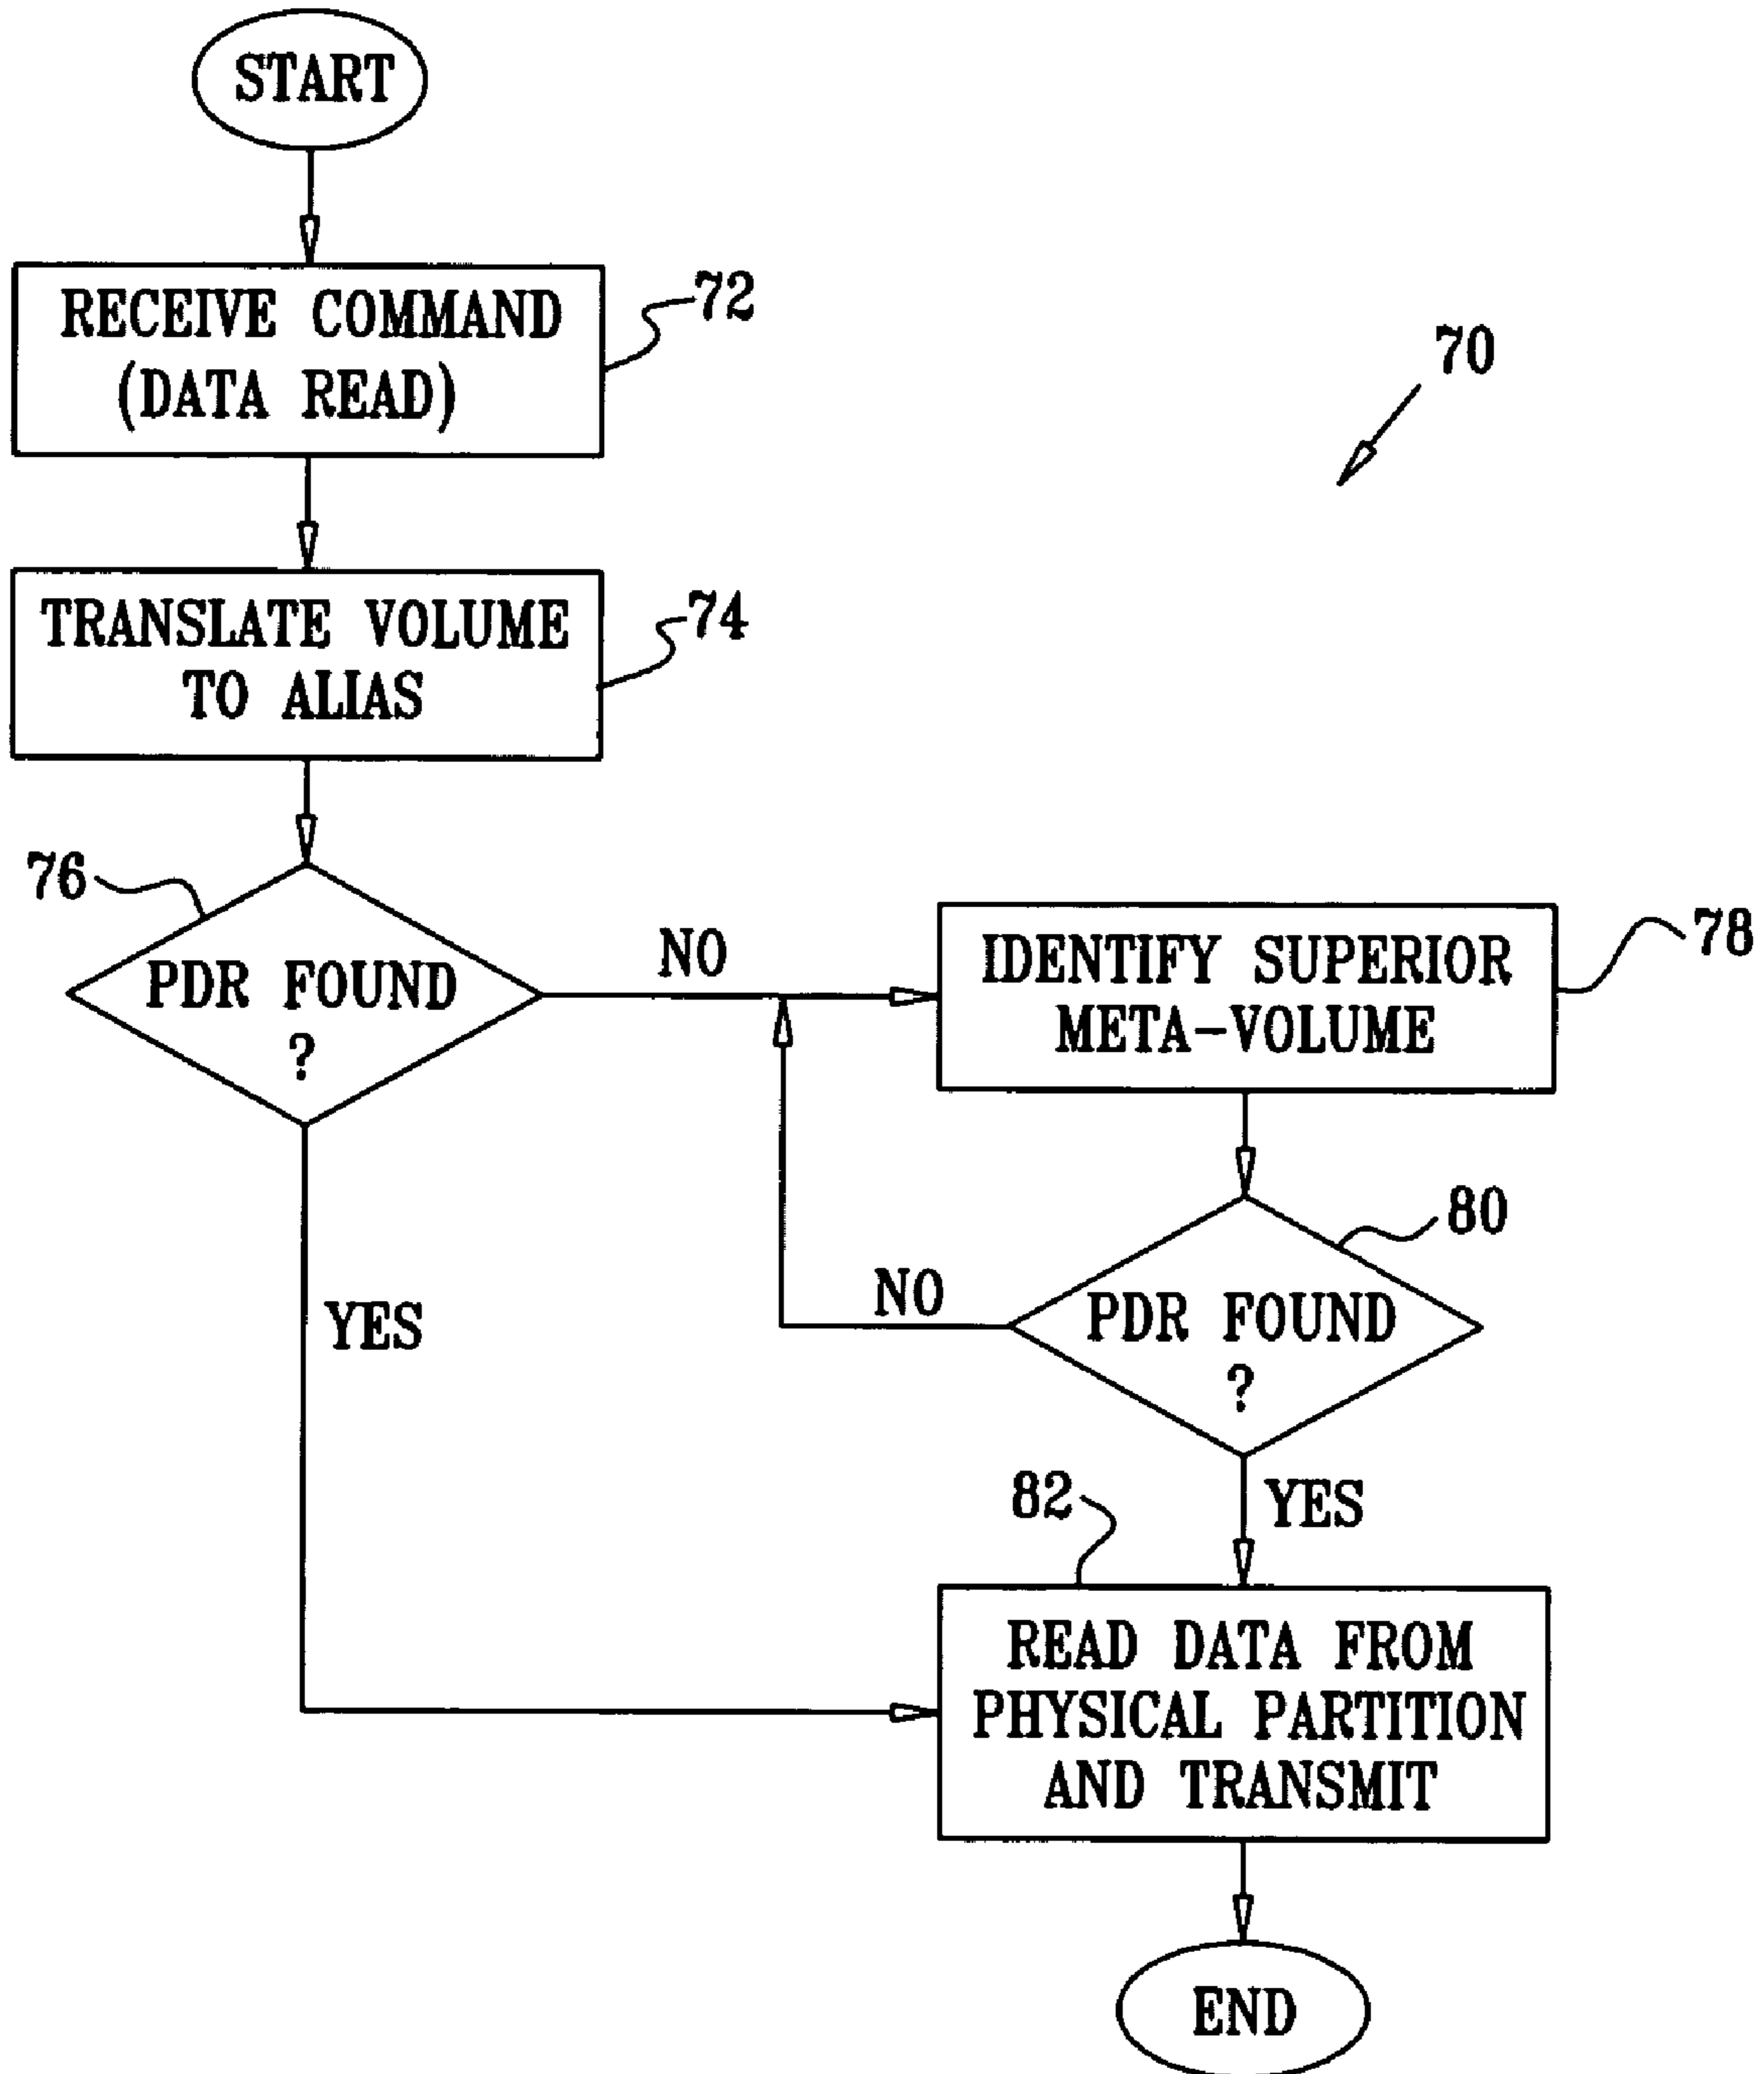 START
RECEIVE COMMAND
(DATA READ)
72
70
TRANSLATE VOLUME
TO ALIAS
74
76
PDR FOUND
?
NO
IDENTIFY SUPERIOR
META-VOLUME
78
80
NO
PDR FOUND
?
YES
YES
82
READ DATA FROM
PHYSICAL PARTITION
AND TRANSMIT
END